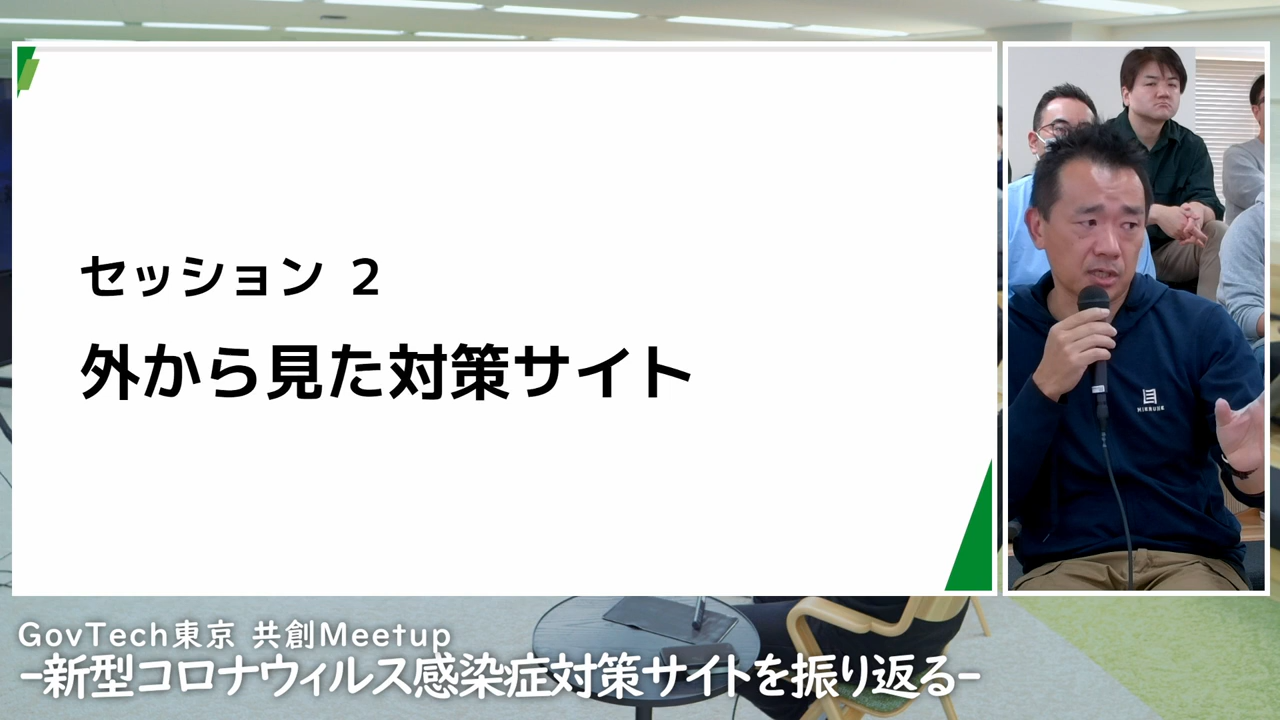 セッション 2
外から見た対策サイト
GovTech東京 共創Meetup
-新型コロナウィルス感染症対策サイトを振り返る-